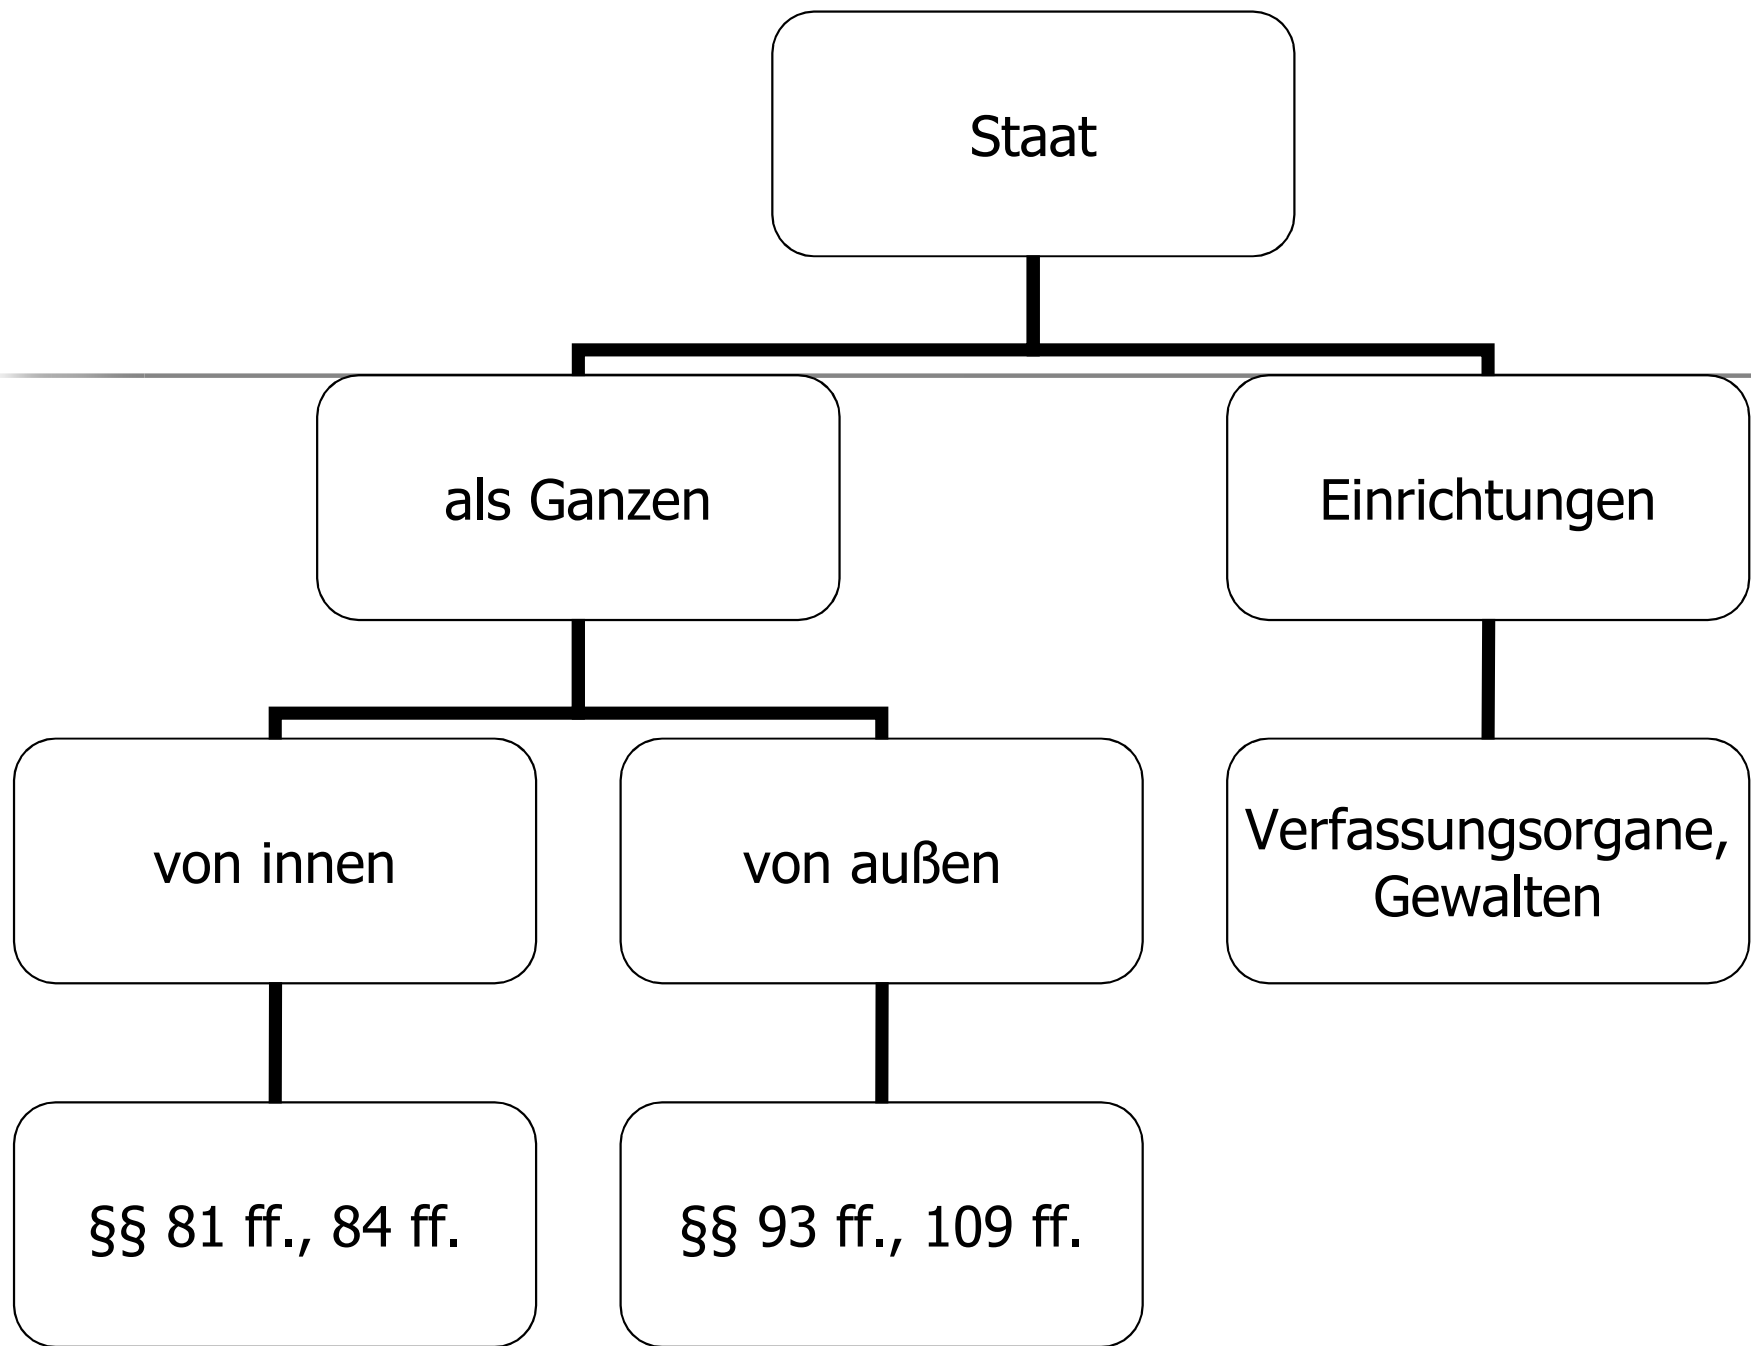 Staat
als Ganzen
Einrichtungen
von innen
von außen
Verfassungsorgane,
Gewalten
§§ 81 ff., 84 ff.
§§ 93 ff., 109 ff.